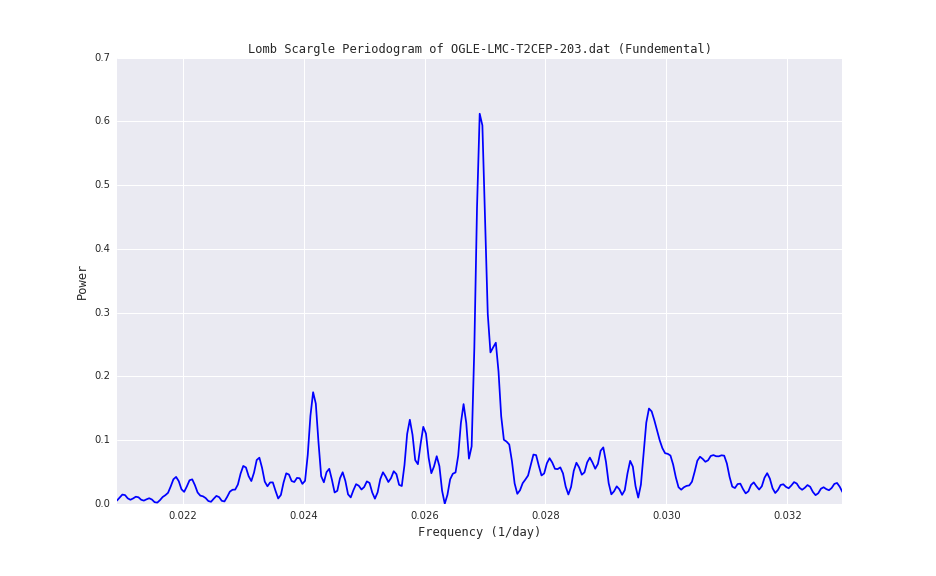 Lomb Scargle Periodogram of OGLE-LMC-T2CEP-203.dat (Fundemental)
0.7
0.6
0.5
0.4
0.3
0.2
0.1
0.0
Power
0.022 0.024 0.026 0.028 0.030 0.032
Frequency (1/day)